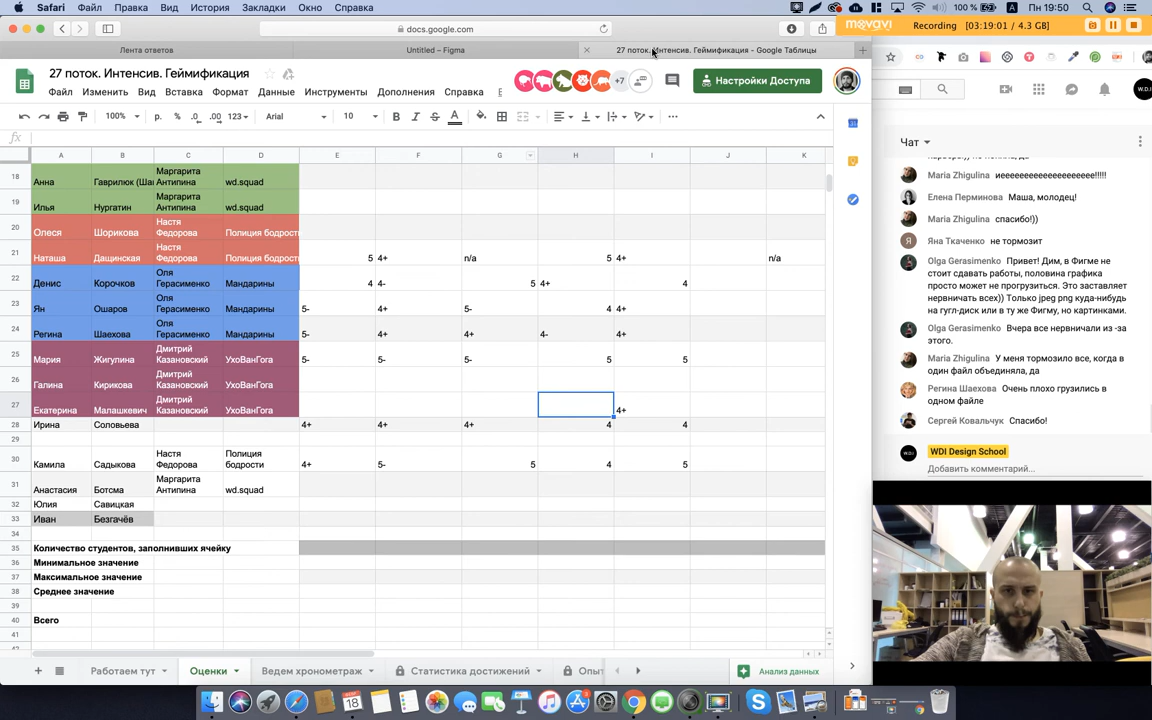 Safari Файл Правка Вид История Закладки Окно Справка
100 %
Пн 19:50
docs.google.com
movavi Recording [03:19:01 / 4.3 GB]
Лента ответов
Untitled – Figma
27 поток. Интенсив. Геймификация - Google Таблицы
27 поток. Интенсив. Геймификация
+7
Настройки Доступа
Файл Изменить Вид Вставка Формат Данные Инструменты Дополнения Справка
100% р. % .0 .00 123 Arial 10 B I S A
fx
A B C D E F G H I J K
18 Анна Гаврилюк (Ша Маргарита Антипина wd.squad
19 Илья Нургатин Маргарита Антипина wd.squad
20 Олеся Шорикова Настя Федорова Полиция бодрост
21 Наташа Дащинская Настя Федорова Полиция бодрост 5 4+ n/a 5 4+ n/a
22 Денис Корочков Оля Герасименко Мандарины 4 4- 5 4+ 4
23 Ян Ошаров Оля Герасименко Мандарины 5- 4+ 5- 4 4+
24 Регина Шаехова Оля Герасименко Мандарины 5- 4+ 4+ 4- 4+
25 Мария Жигулина Дмитрий Казановский УхоВанГога 5- 5- 5- 5 5
26 Галина Кирикова Дмитрий Казановский УхоВанГога
27 Екатерина Малашкевич Дмитрий Казановский УхоВанГога 4+
28 Ирина Соловьева 4+ 4+ 4+ 4 4
29
30 Камила Садыкова Настя Федорова Полиция бодрости 4+ 5- 5 4 5
31 Анастасия Ботсма Маргарита Антипина wd.squad
32 Юлия Савицкая
33 Иван Безгачёв
34
35 Количество студентов, заполнивших ячейку
36 Минимальное значение
37 Максимальное значение
38 Среднее значение
39
40 Всего
41
Работаем тут Оценки Ведем хронометраж Статистика достижений Опыт
Анализ данных
W.D.I
Чат
Maria Zhigulina иеееееееееееееееееееее!!!!!
Елена Перминова Маша, молодец!
Maria Zhigulina спасибо!))
Я Яна Ткаченко не тормозит
Olga Gerasimenko Привет! Дим, в Фигме не
стоит сдавать работы, половина графика
просто может не прогрузиться. Это заставляет
нервничать всех)) Только jpeg png куда-нибудь
на гугл-диск или ту же Фигму, но картинками.
Olga Gerasimenko Вчера все нервничали из -за
этого.
Maria Zhigulina У меня тормозило все, когда в
один файл объединяла, да
Регина Шаехова Очень плохо грузились в
одном файле
Сергей Ковальчук Спасибо!
WDI Design School
Добавить комментарий...